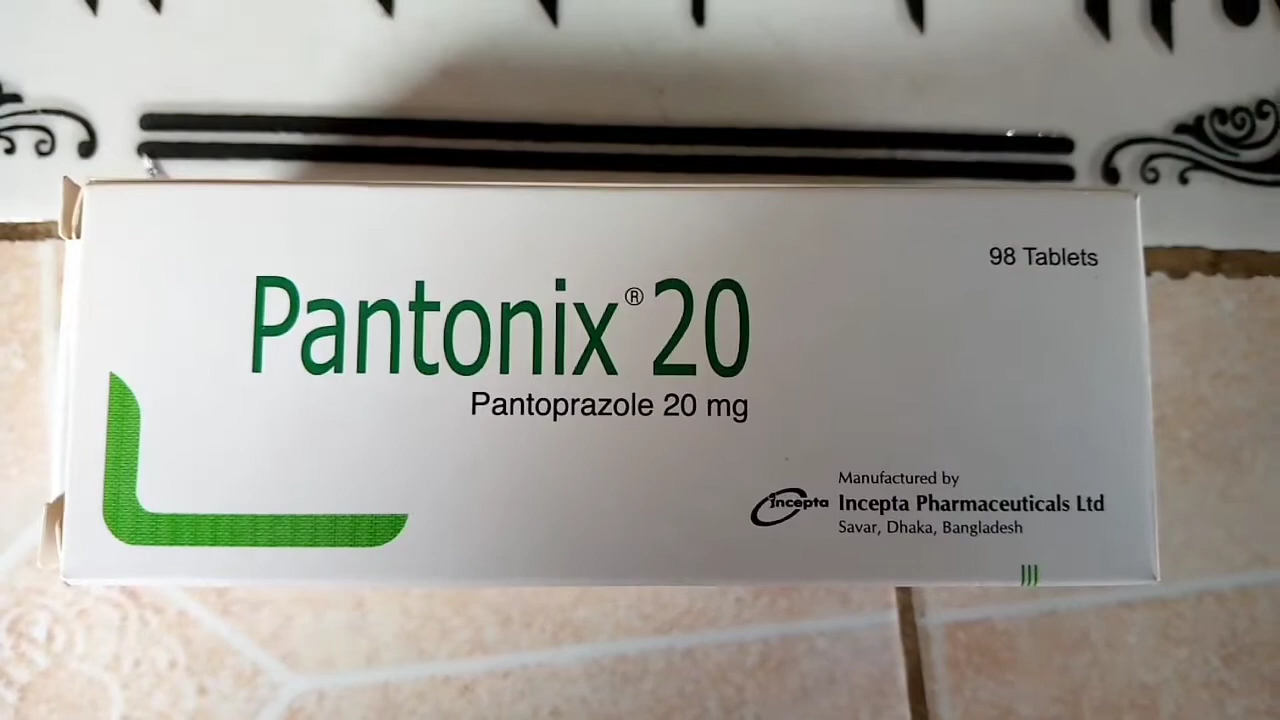 98 Tablets
Pantonix® 20
Pantoprazole 20 mg
Manufactured by
incepta
Incepta Pharmaceuticals Ltd
Savar, Dhaka, Bangladesh